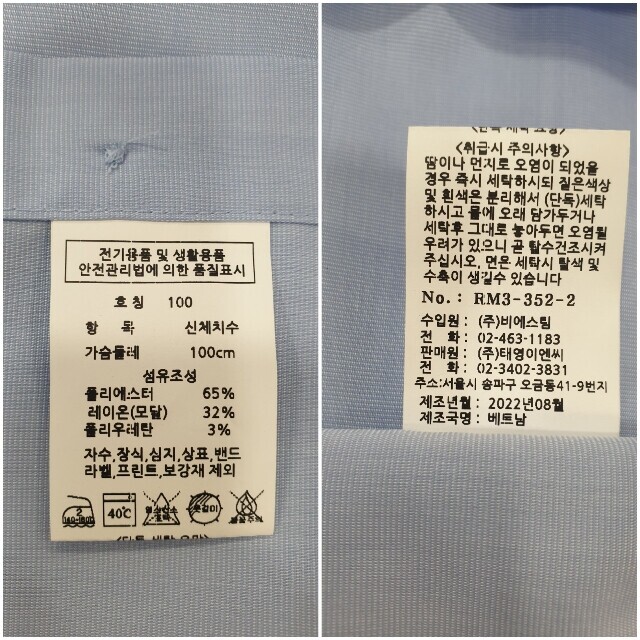 전기용품 및 생활용품
안전관리법에 의한 품질표시
호칭 100
항 목 신체치수
가슴둘레 100cm
섬유조성
폴리에스터 65%
레이온(모달) 32%
폴리우레탄 3%
자수,장식,심지,상표,밴드
라벨,프린트,보강재 제외
2
40℃
옷걸이
<단독 세탁 요망>
<취급시 주의사항>
땀이나 먼지로 오염이 되었을
경우 즉시 세탁하시되 짙은색상
및 흰색은 분리해서 (단독)세탁
하시고 물에 오래 담가두거나
세탁후 그대로 놓아두면 오염될
우려가 있으니 곧 탈수건조시켜
주십시오, 면은 세탁시 탈색 및
수축이 생길수 있습니다
No. : RM3-352-2
수입원 : (주)비에스림
전 화 : 02-463-1183
판매원 : (주)태영이엔씨
전 화 : 02-3402-3831
주소:서울시 송파구 오금동41-9번지
제조년월 : 2022년08월
제조국명 : 베트남